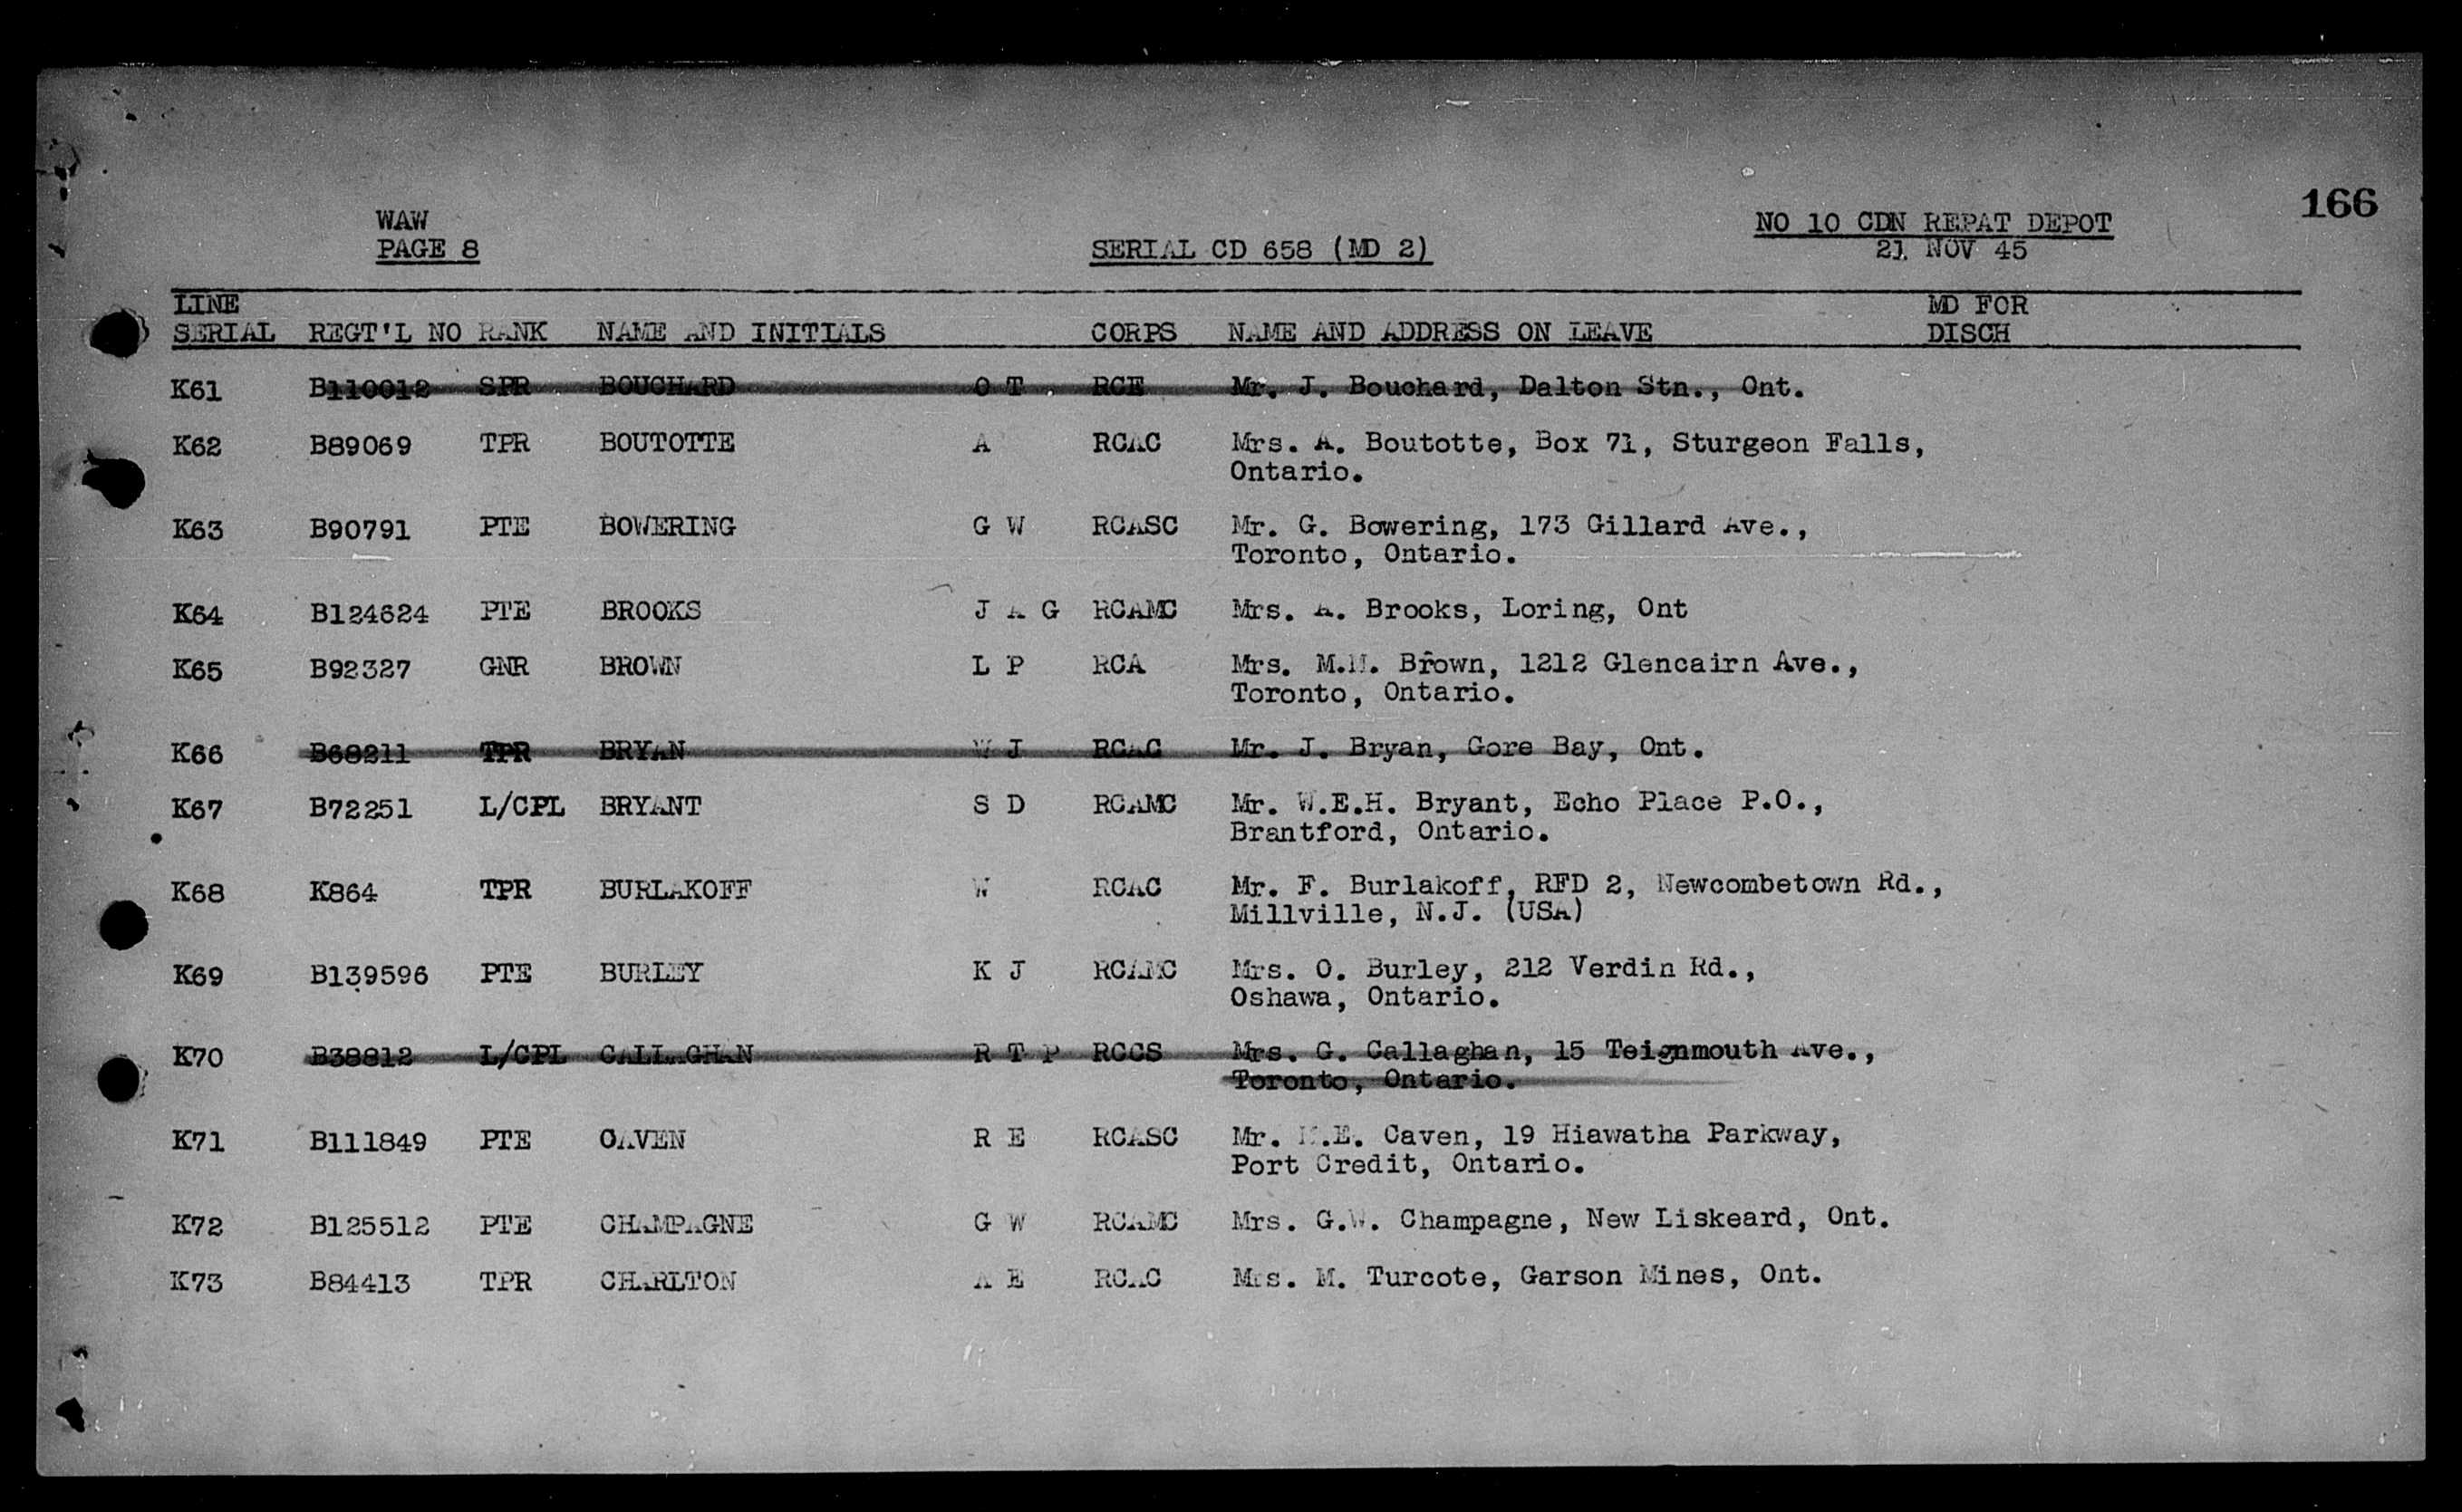 166
WAW
PAGE 8
SERIAL CD 658 (MD 2)
NO 10 CDN REPAT DEPOT
21 NOV 45
LINE SERIAL REGT'L NO RANK NAME AND INITIALS CORPS NAME AND ADDRESS ON LEAVE MD FOR DISCH
K61 B110012 SPR BOUCHARD O T RCE Mr. J. Bouchard, Dalton Stn., Ont.
K62 B89069 TPR BOUTOTTE A RCAC Mrs. A. Boutotte, Box 71, Sturgeon Falls,
Ontario.
K63 B90791 PTE BOWERING G W RCASC Mr. G. Bowering, 173 Gillard Ave.,
Toronto, Ontario.
K64 B124624 PTE BROOKS J A G RCAMC Mrs. A. Brooks, Loring, Ont
K65 B92327 GNR BROWN L P RCA Mrs. M.M. Brown, 1212 Glencairn Ave.,
Toronto, Ontario.
K66 B68211 TPR BRYAN W J RCAC Mr. J. Bryan, Gore Bay, Ont.
K67 B72251 L/CPL BRYANT S D RCAMC Mr. W.E.H. Bryant, Echo Place P.O.,
Brantford, Ontario.
K68 K864 TPR BURLAKOFF W RCAC Mr. F. Burlakoff, RFD 2, Newcombetown Rd.,
Millville, N.J. (USA)
K69 B139596 PTE BURLEY K J RCAMC Mrs. O. Burley, 212 Verdin Rd.,
Oshawa, Ontario.
K70 B38812 L/CPL CALLAGHAN R T P RCCS Mrs. G. Callaghan, 15 Teignmouth Ave.,
Toronto, Ontario.
K71 B111849 PTE CAVEN R E RCASC Mr. .E. Caven, 19 Hiawatha Parkway,
Port Credit, Ontario.
K72 B125512 PTE CHAMPAGNE G W RCAMC Mrs. G.W. Champagne, New Liskeard, Ont.
K73 B84413 TPR CHARLTON A E RCAC Mrs. M. Turcote, Garson Mines, Ont.